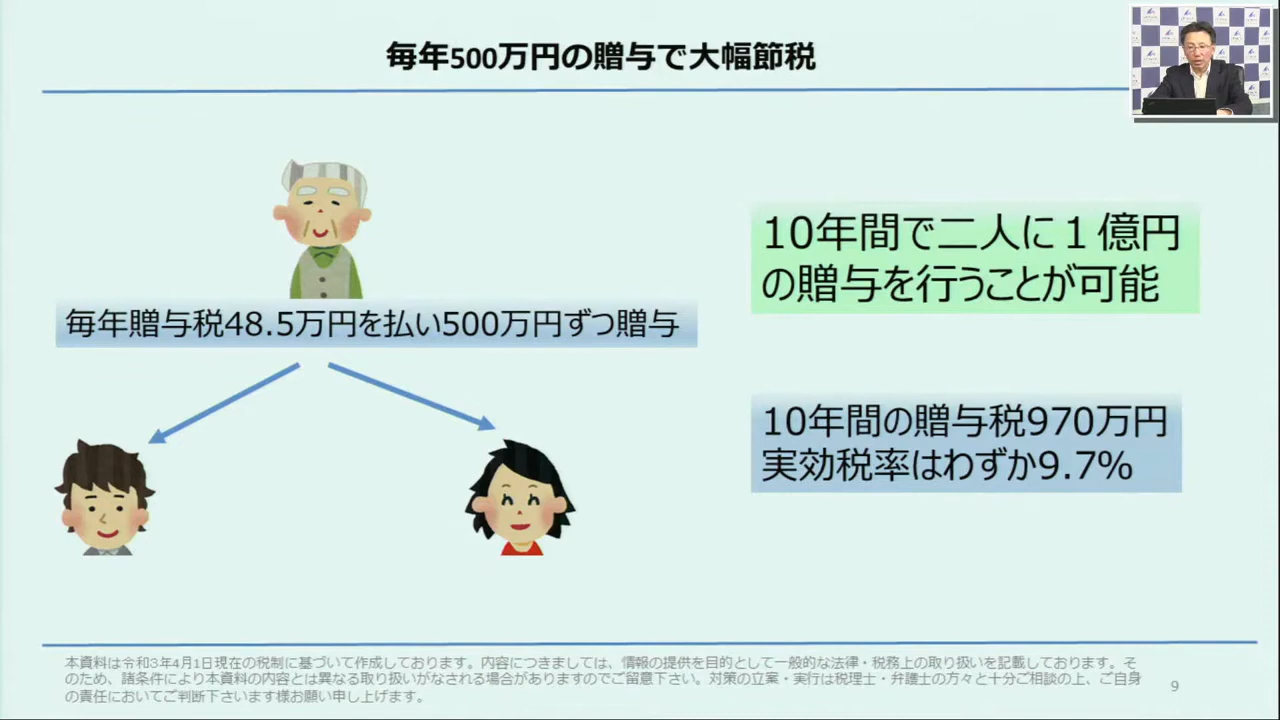 毎年500万円の贈与で大幅節税
毎年贈与税48.5万円を払い500万円ずつ贈与
10年間で二人に１億円
の贈与を行うことが可能
10年間の贈与税970万円
実効税率はわずか9.7%
本資料は令和3年4月1日現在の税制に基づいて作成しております。内容につきましては、情報の提供を目的として一般的な法律・税務上の取り扱いを記載しております。そ
のため、諸条件により本資料の内容とは異なる取り扱いがなされる場合がありますのでご留意下さい。対策の立案・実行は税理士・弁護士の方々と十分ご相談の上、ご自身
の責任においてご判断下さいます様お願い申し上げます。
9